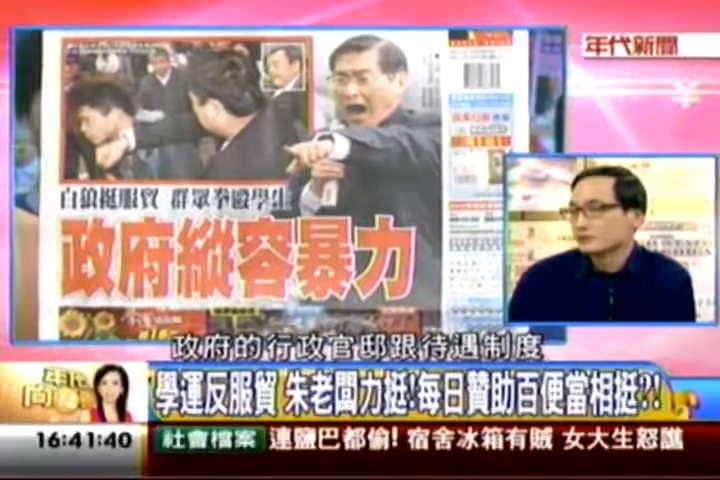 年代新聞
白狼挺服貿 群眾拳毆學生
政府縱容暴力
政府的行政官邸跟待遇制度
年代
向錢看
學運反服貿 朱老闆力挺!每日贊助百便當相挺?!
16:41:40
社會檔案
連鹽巴都偷! 宿舍冰箱有賊 女大生怒譙